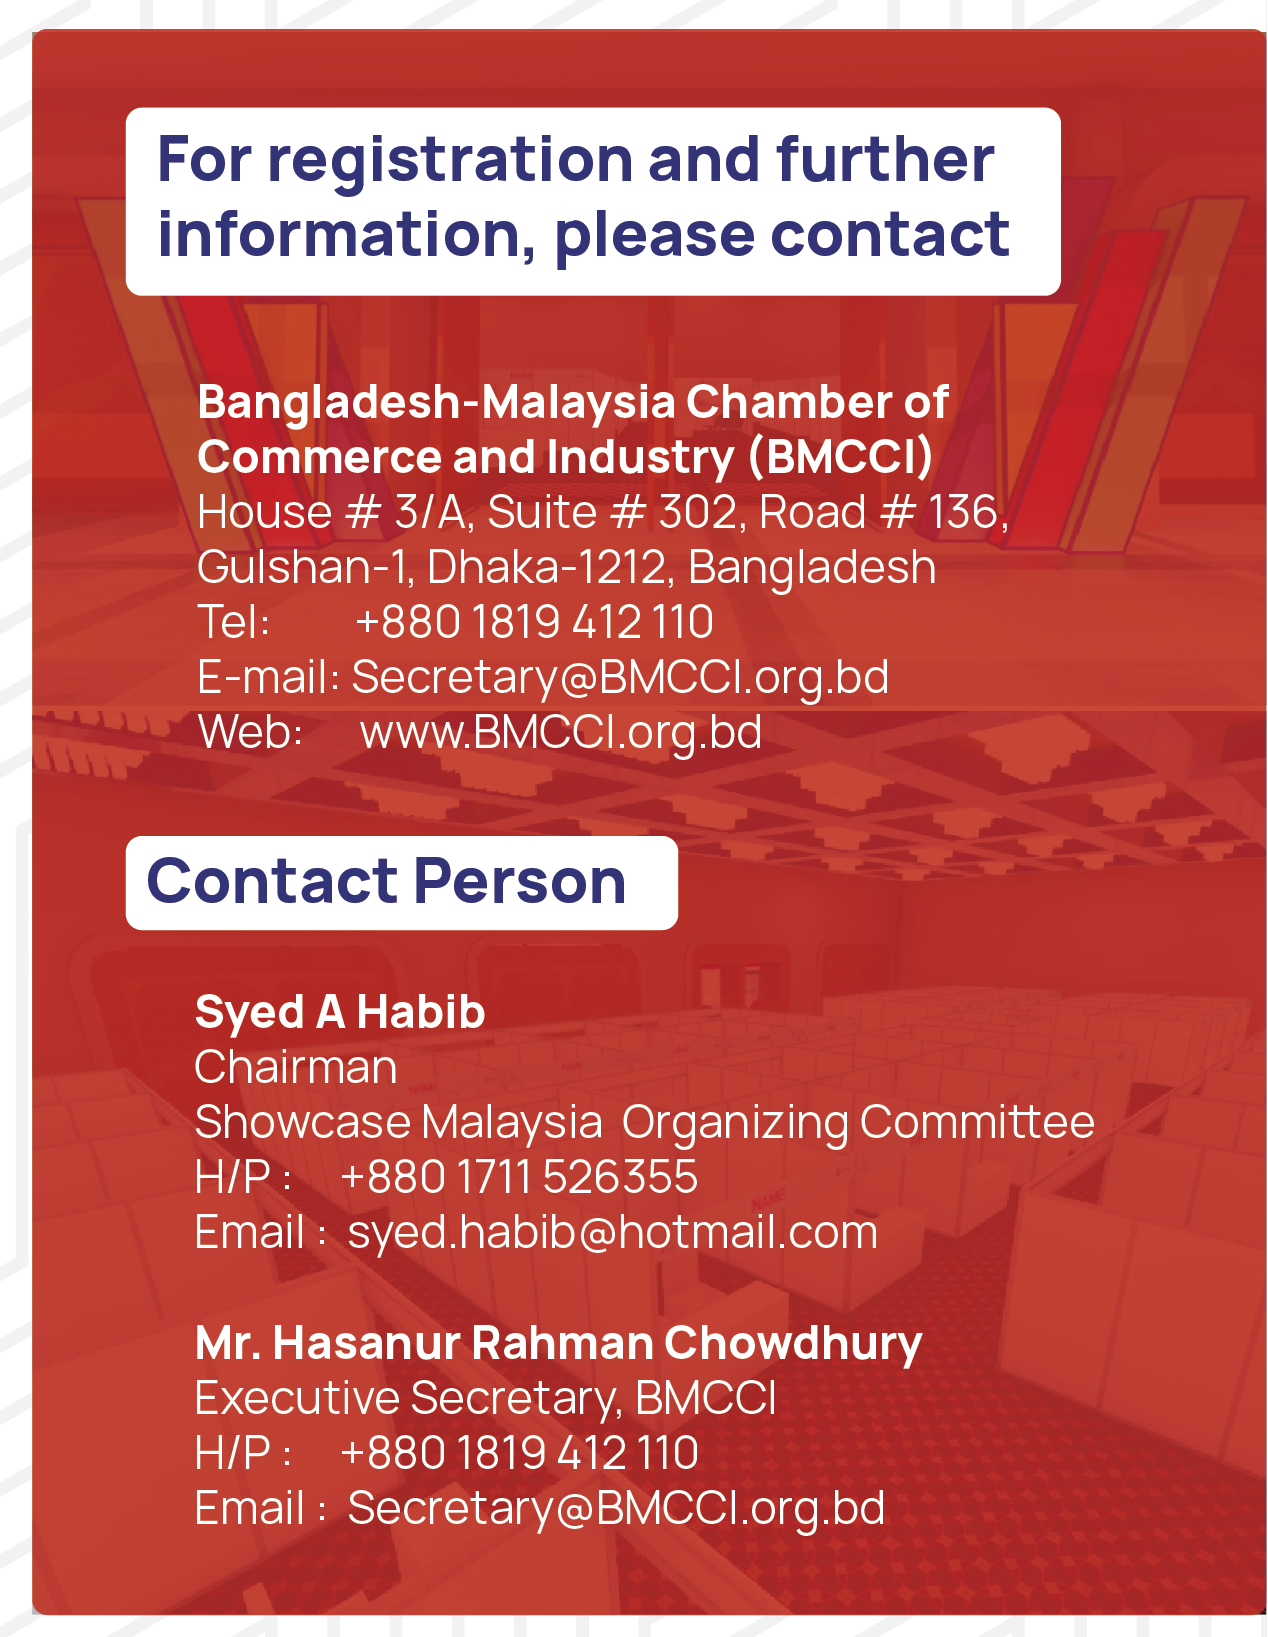 For registration and further
information, please contact
Bangladesh-Malaysia Chamber of
Commerce and Industry (BMCCI)
House # 3/A, Suite # 302, Road # 136,
Gulshan-1, Dhaka-1212, Bangladesh
Tel: +880 1819 412 110
E-mail: Secretary@BMCCI.org.bd
Web: www.BMCCI.org.bd
Contact Person
Syed A Habib
Chairman
Showcase Malaysia Organizing Committee
H/P : +880 1711 526355
Email : syed.habib@hotmail.com
Mr. Hasanur Rahman Chowdhury
Executive Secretary, BMCCI
H/P : +880 1819 412 110
Email : Secretary@BMCCI.org.bd